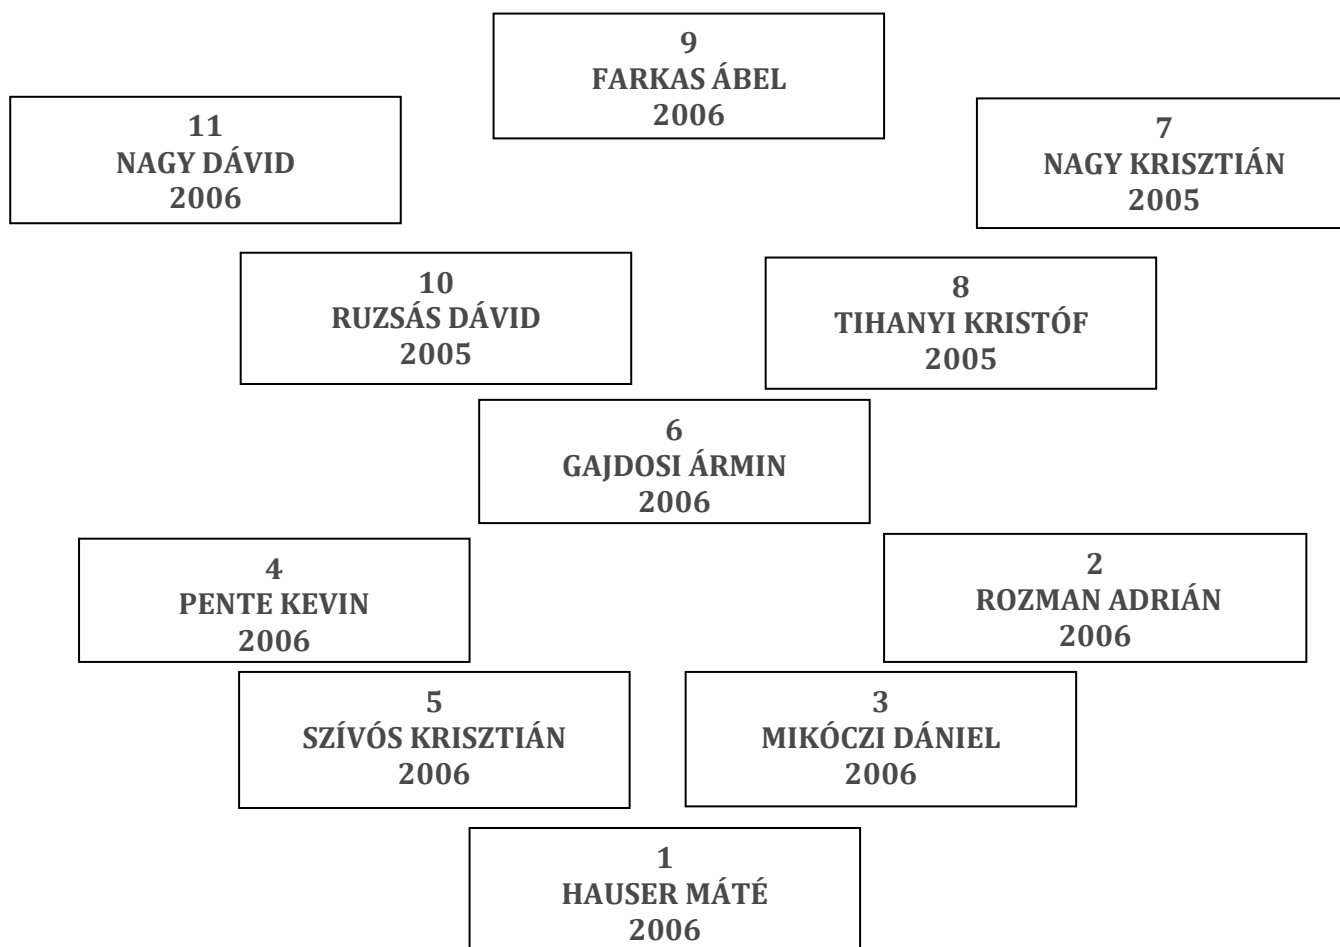 9
FARKAS ÁBEL
2006
11
NAGY DÁVID
2006
7
NAGY KRISZTIÁN
2005
10
RUZSÁS DÁVID
2005
8
TIHANYI KRISTÓF
2005
6
GAJDOSI ÁRMIN
2006
4
PENTE KEVIN
2006
2
ROZMAN ADRIÁN
2006
5
SZÍVÓS KRISZTIÁN
2006
3
MIKÓCZI DÁNIEL
2006
1
HAUSER MÁTÉ
2006